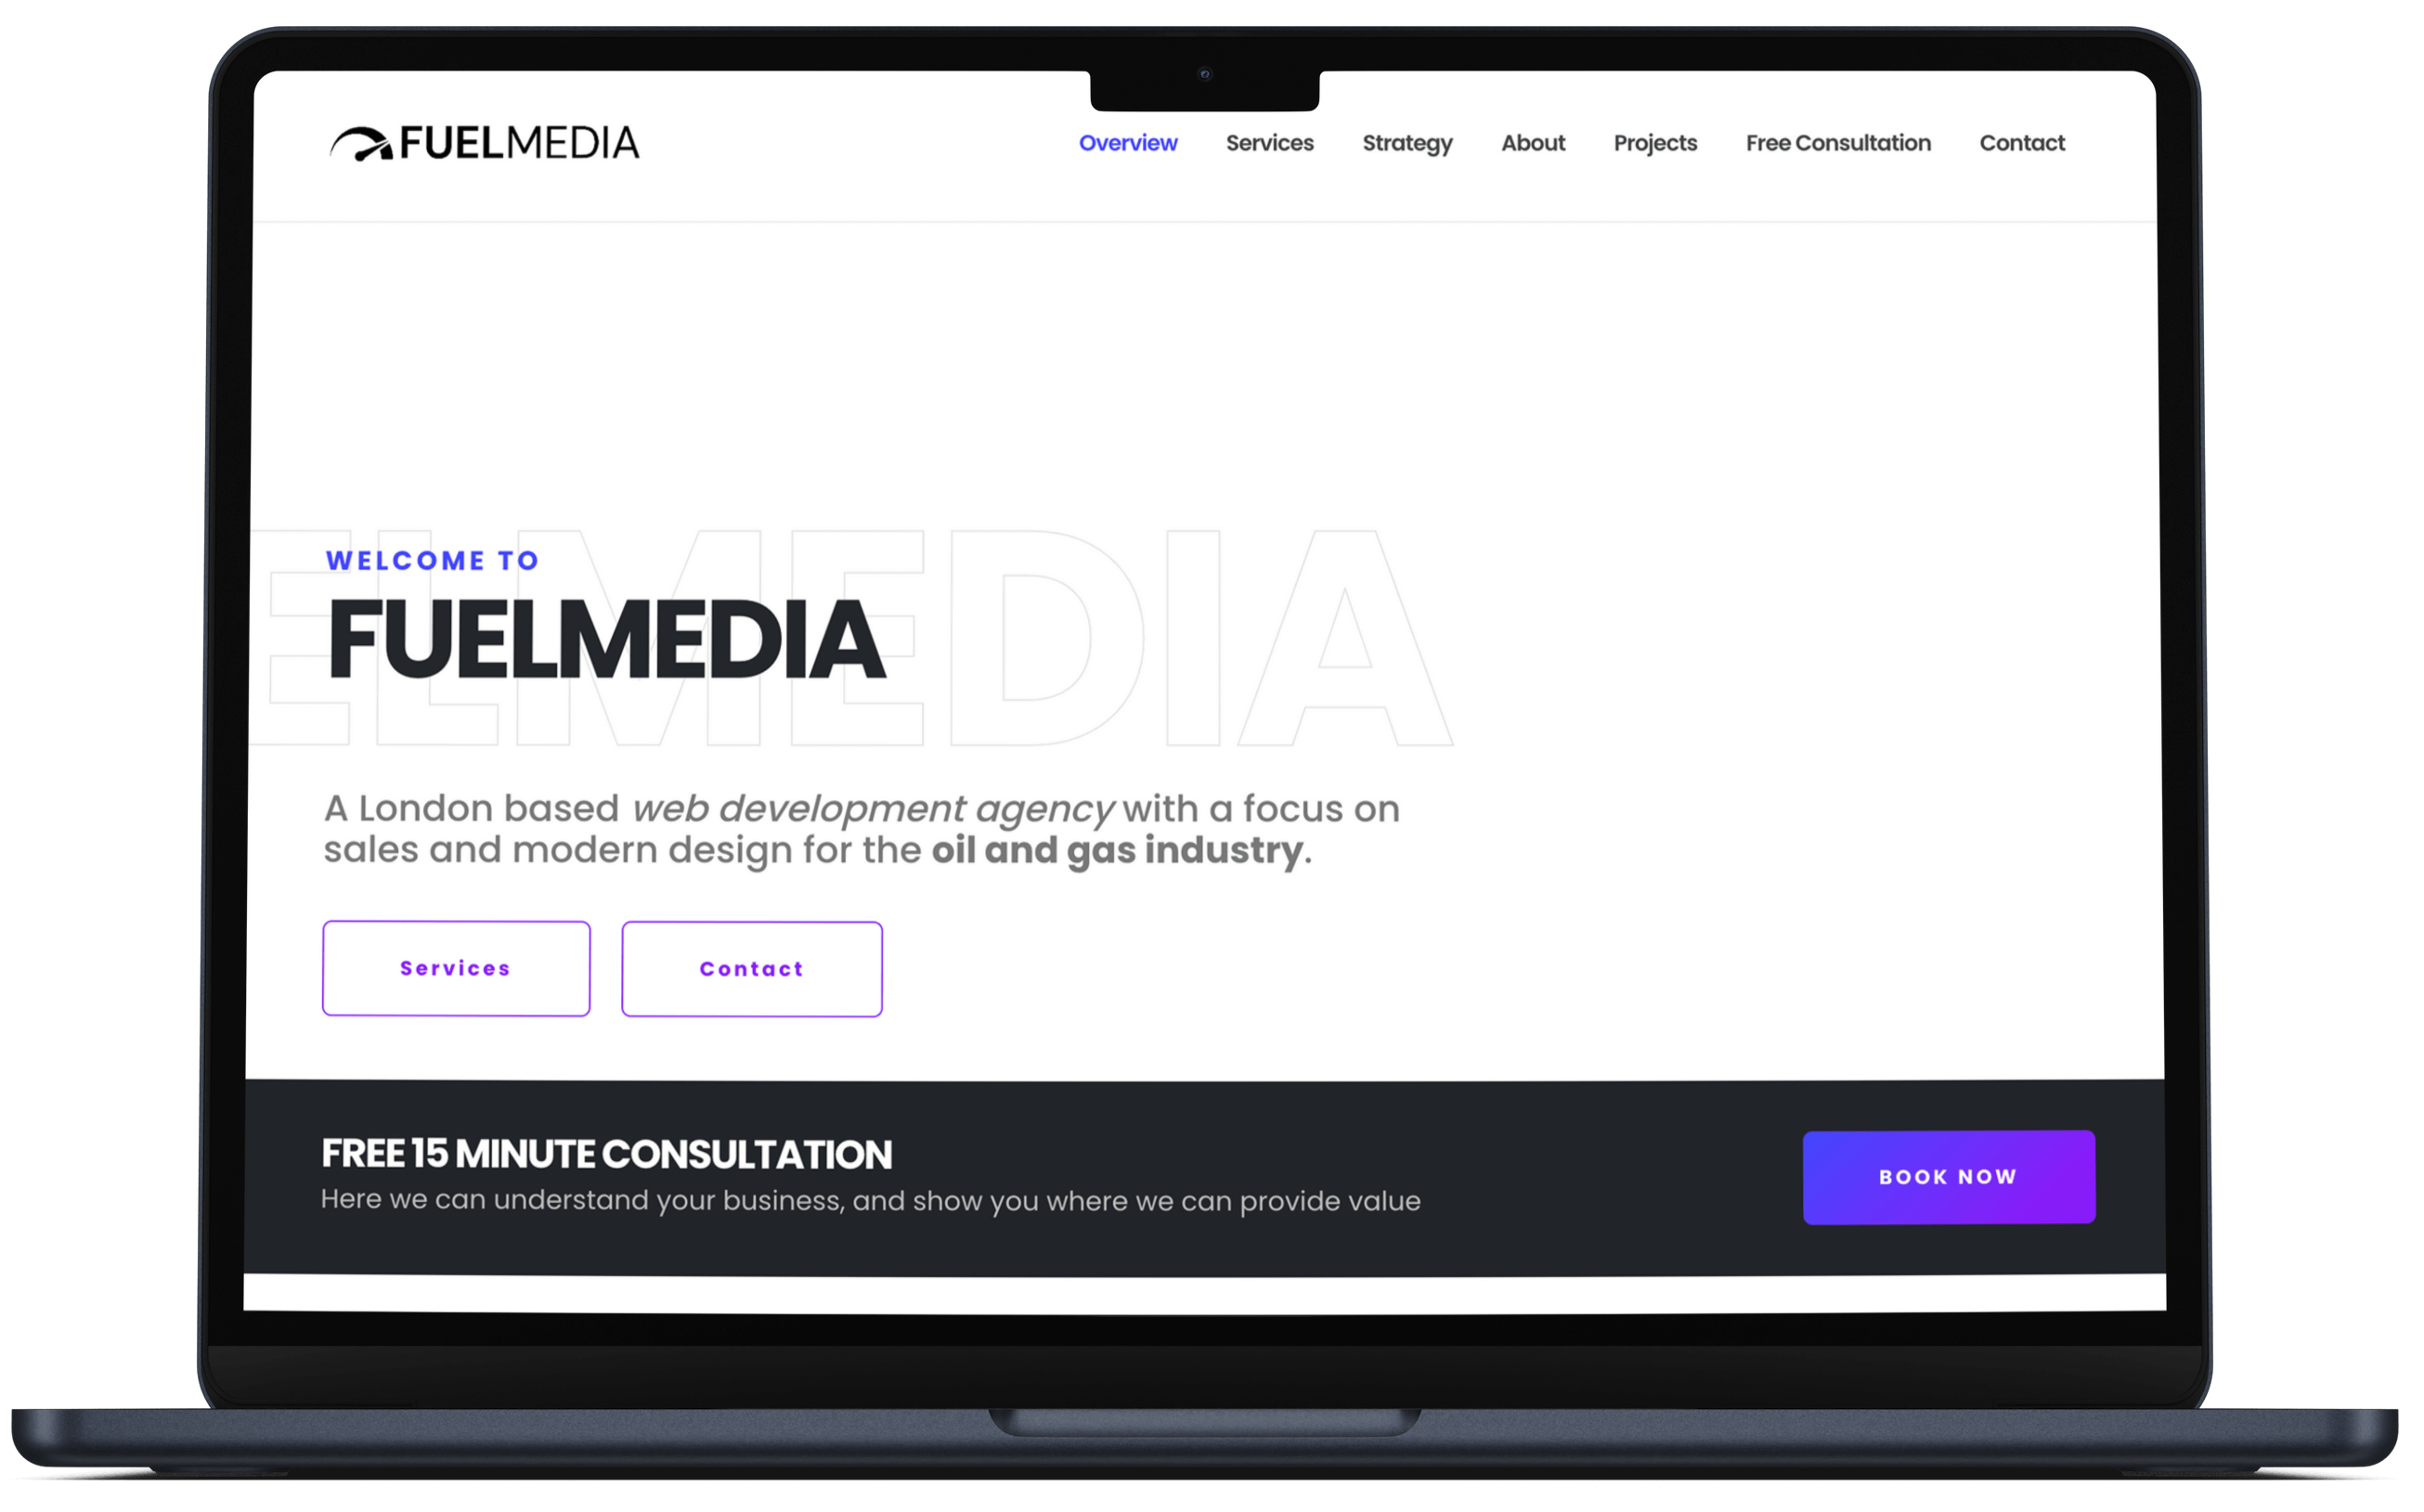 FUELMEDIA
Overview Services Strategy About Projects Free Consultation Contact
ELMEDIA
WELCOME TO
FUELMEDIA
A London based web development agency with a focus on
sales and modern design for the oil and gas industry.
Services Contact
FREE 15 MINUTE CONSULTATION
Here we can understand your business, and show you where we can provide value
BOOK NOW